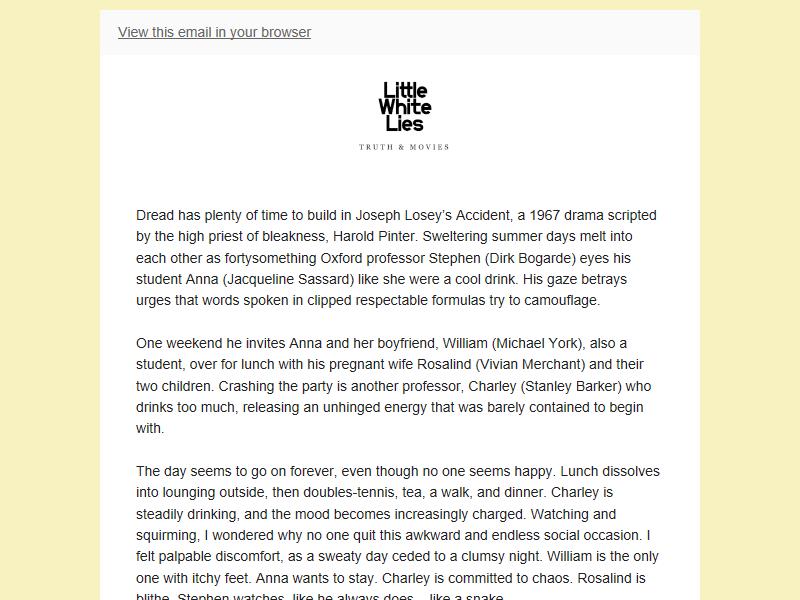 View this email in your browser
Little
White
Lies
TRUTH & MOVIES
Dread has plenty of time to build in Joseph Losey’s Accident, a 1967 drama scripted
by the high priest of bleakness, Harold Pinter. Sweltering summer days melt into
each other as fortysomething Oxford professor Stephen (Dirk Bogarde) eyes his
student Anna (Jacqueline Sassard) like she were a cool drink. His gaze betrays
urges that words spoken in clipped respectable formulas try to camouflage.
One weekend he invites Anna and her boyfriend, William (Michael York), also a
student, over for lunch with his pregnant wife Rosalind (Vivian Merchant) and their
two children. Crashing the party is another professor, Charley (Stanley Barker) who
drinks too much, releasing an unhinged energy that was barely contained to begin
with.
The day seems to go on forever, even though no one seems happy. Lunch dissolves
into lounging outside, then doubles-tennis, tea, a walk, and dinner. Charley is
steadily drinking, and the mood becomes increasingly charged. Watching and
squirming, I wondered why no one quit this awkward and endless social occasion. I
felt palpable discomfort, as a sweaty day ceded to a clumsy night. William is the only
one with itchy feet. Anna wants to stay. Charley is committed to chaos. Rosalind is
blithe. Stephen watches, like he always does – like a snake.